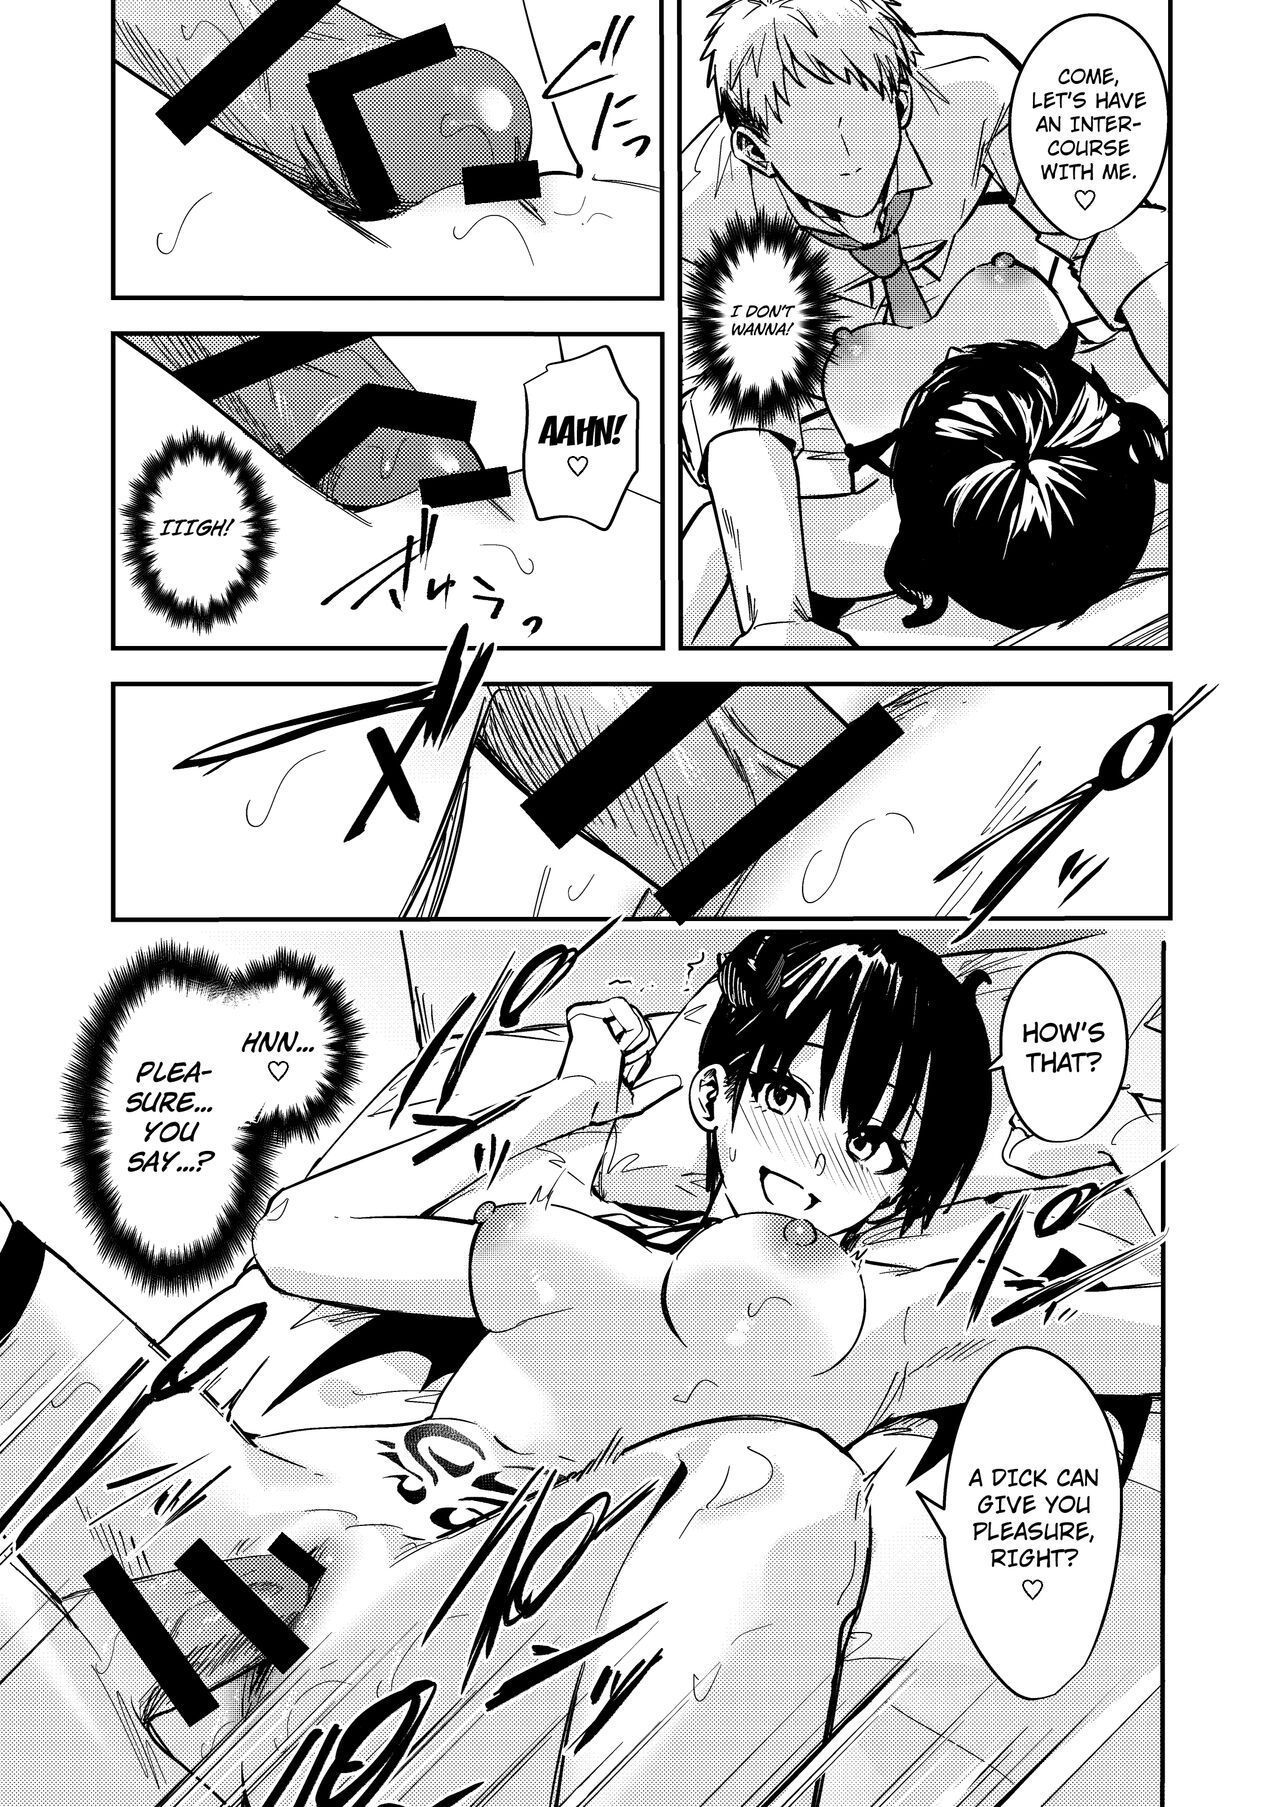 COME,
LET'S HAVE
AN INTER-
COURSE
WITH ME.
♡
I DON'T
WANNA!
AAHN!
♡
IIIGH!
HOW'S
THAT?
HNN...
♡
PLEA-
SURE...
YOU
SAY...?
A DICK CAN
GIVE YOU
PLEASURE,
RIGHT?
♡